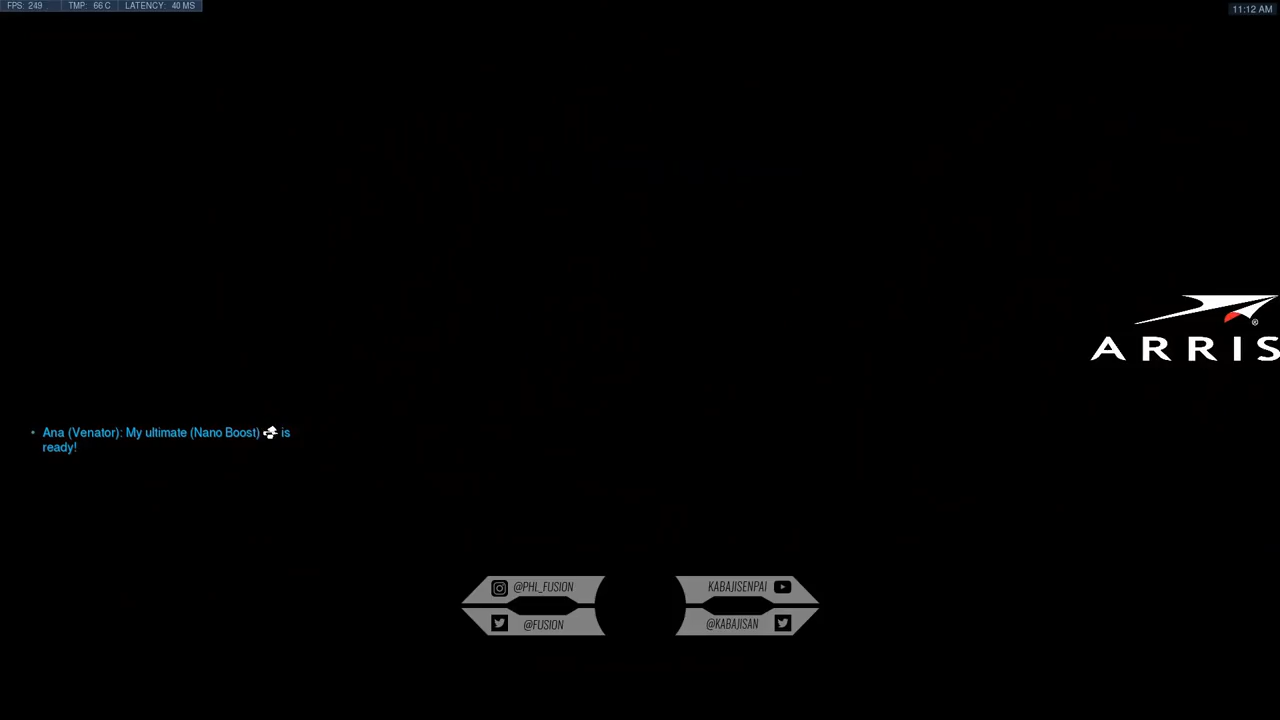 FPS: 249 TMP: 66 C LATENCY: 40 MS
11:12 AM
ARRIS
®
• Ana (Venator): My ultimate (Nano Boost) is
ready!
@PHL_FUSION
KABAJISENPAI
@FUSION
@KABAJISAN